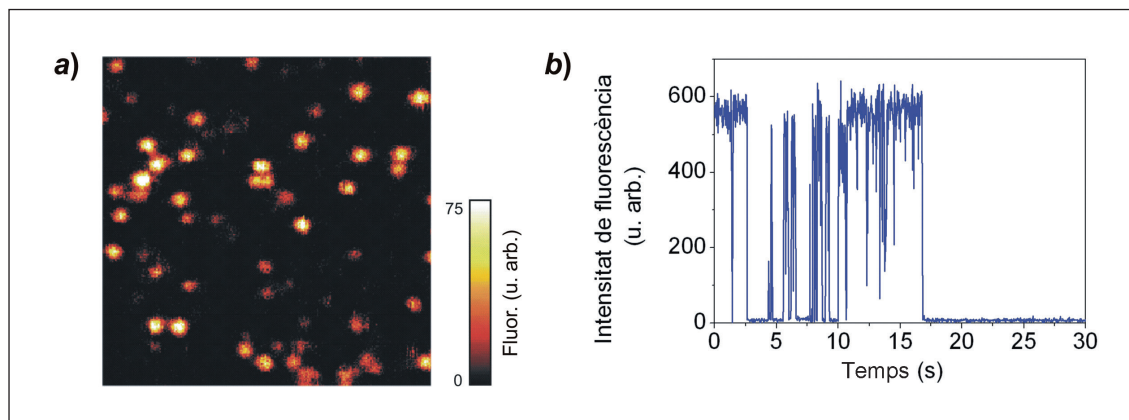 a)
75
0
Fluor. (u. arb.)
b)
Intensitat de fluorescència
(u. arb.)
600
400
200
0
0 5 10 15 20 25 30
Temps (s)